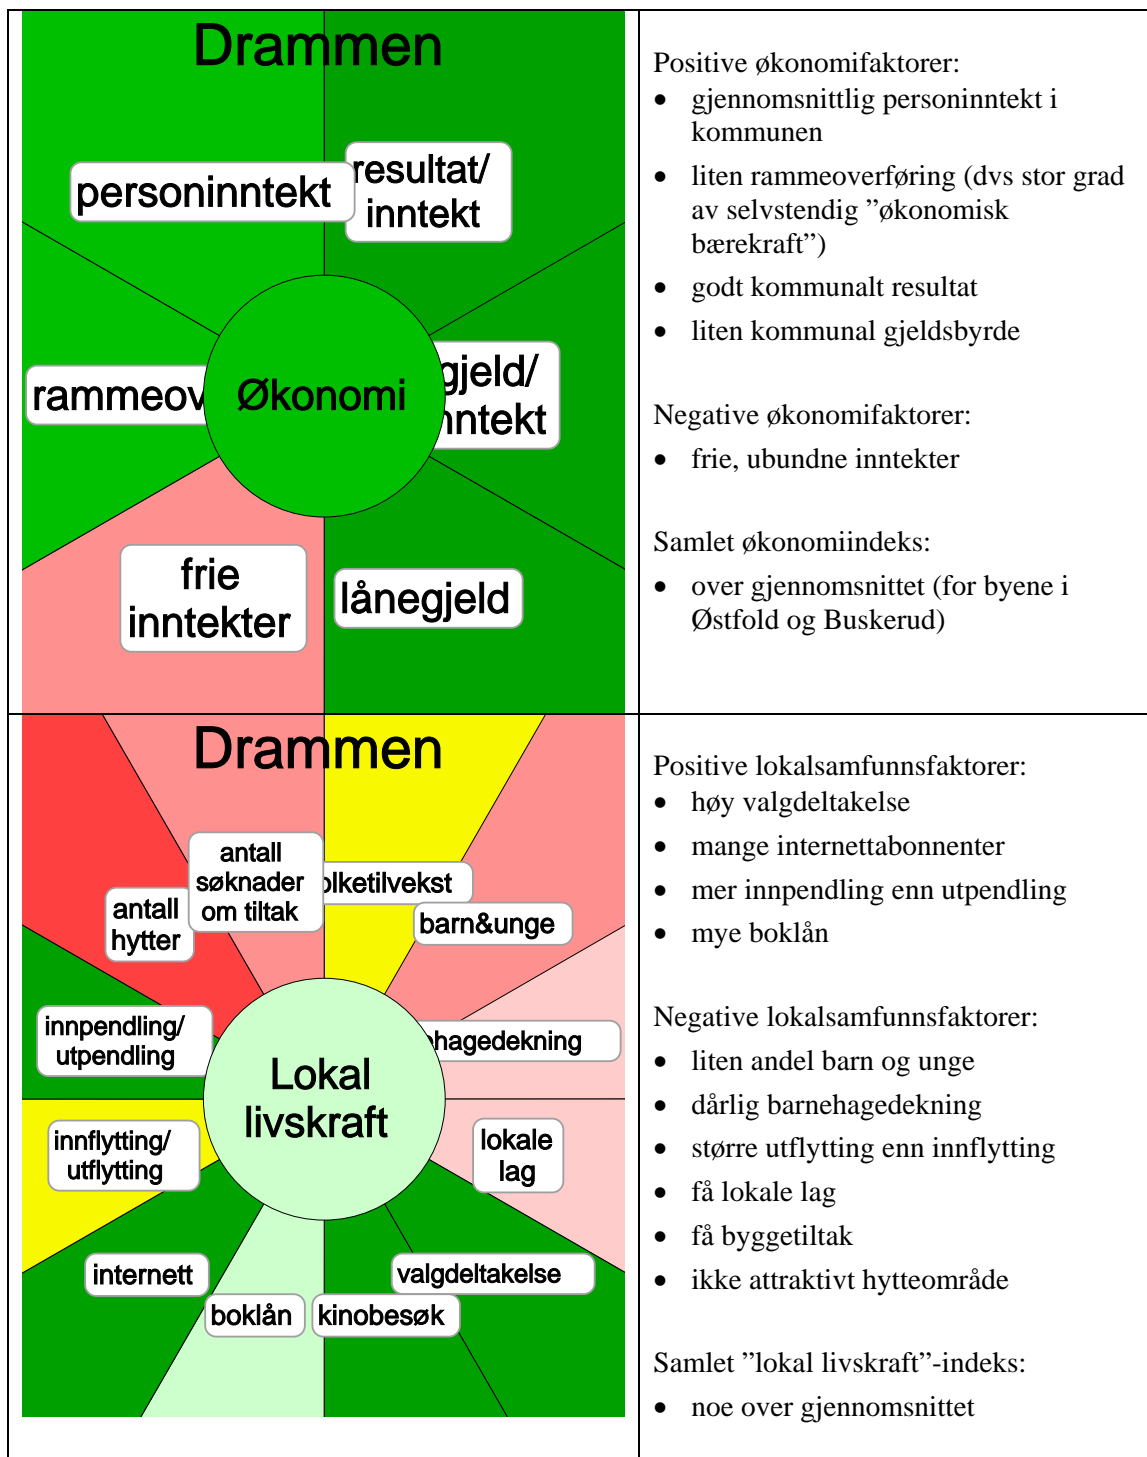 Drammen
personinntekt
resultat/
inntekt
rammeov
Økonomi
gjeld/
inntekt
frie
inntekter
lånegjeld
Positive økonomifaktorer:
• gjennomsnittlig personinntekt i
kommunen
• liten rammeoverføring (dvs stor grad
av selvstendig ”økonomisk
bærekraft”)
• godt kommunalt resultat
• liten kommunal gjeldsbyrde
Negative økonomifaktorer:
• frie, ubundne inntekter
Samlet økonomiindeks:
• over gjennomsnittet (for byene i
Østfold og Buskerud)
Drammen
antall
søknader
om tiltak
olketilvekst
antall
hytter
barn&unge
innpendling/
utpendling
ehagedekning
Lokal
livskraft
innflytting/
utflytting
lokale
lag
internett
valgdeltakelse
boklån
kinobesøk
Positive lokalsamfunnsfaktorer:
• høy valgdeltakelse
• mange internettabonnenter
• mer innpendling enn utpendling
• mye boklån
Negative lokalsamfunnsfaktorer:
• liten andel barn og unge
• dårlig barnehagedekning
• større utflytting enn innflytting
• få lokale lag
• få byggetiltak
• ikke attraktivt hytteområde
Samlet ”lokal livskraft”-indeks:
• noe over gjennomsnittet